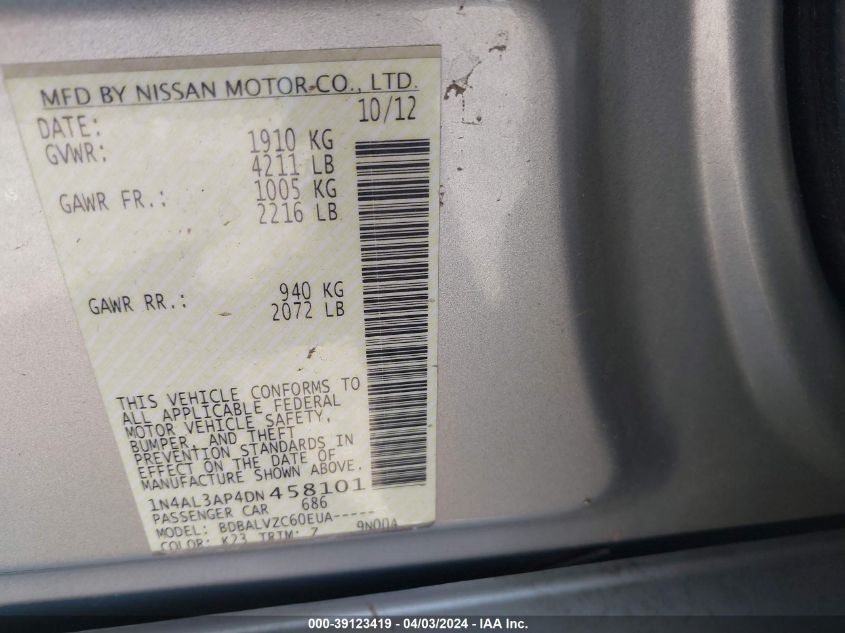 MFD BY NISSAN MOTOR CO., LTD.
DATE: 10/12
GVWR: 1910 KG
4211 LB
GAWR FR.: 1005 KG
2216 LB
GAWR RR.: 940 KG
2072 LB
THIS VEHICLE CONFORMS TO
ALL APPLICABLE FEDERAL
MOTOR VEHICLE SAFETY,
BUMPER, AND THEFT
PREVENTION STANDARDS IN
EFFECT ON THE DATE OF
MANUFACTURE SHOWN ABOVE.
1N4AL3AP4DN458101
PASSENGER CAR 686
MODEL: BDBALVZC60EUA-----
COLOR: K23 TRIM: 9N00A
000-39123419 - 04/03/2024 - IAA Inc.